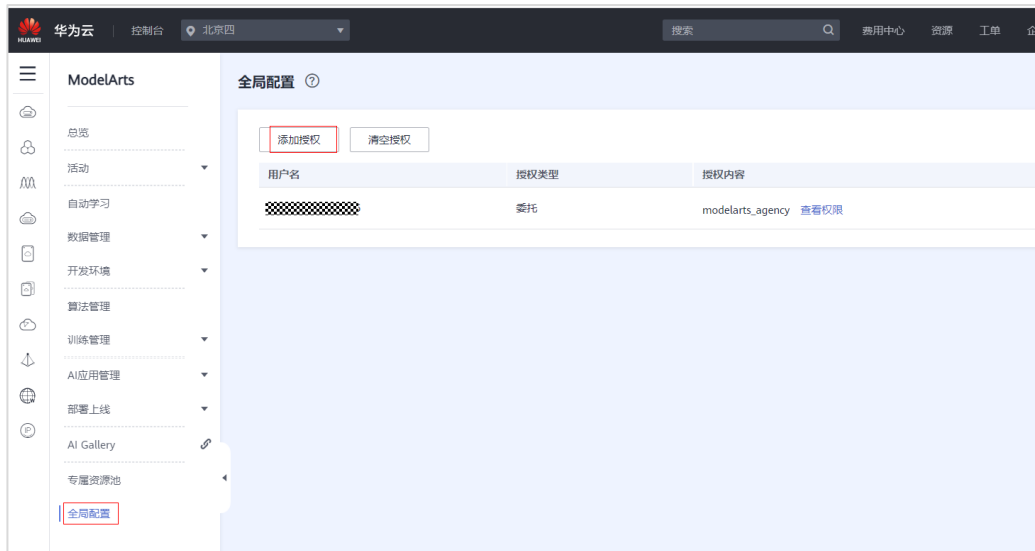 HUAWEI 华为云 控制台 北京四 搜索 费用中心 资源 工单
ModelArts
总览
活动
自动学习
数据管理
开发环境
算法管理
训练管理
AI应用管理
部署上线
AI Gallery
专属资源池
全局配置
全局配置 ?
添加授权 清空授权
用户名 授权类型 授权内容
委托 modelarts_agency 查看权限